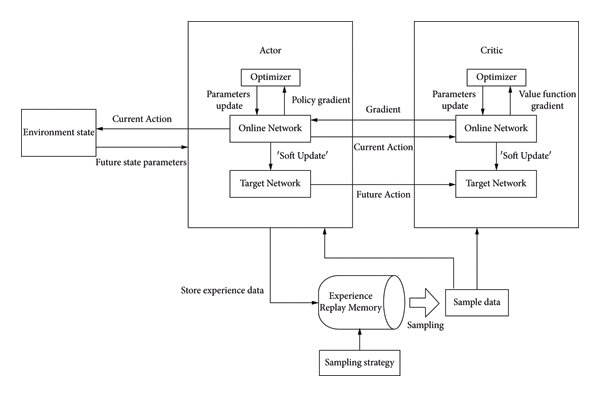 Actor
Critic
Optimizer
Optimizer
Parameters
update
Policy gradient
Parameters
update
Value function
gradient
Current Action
Gradient
Environment state
Online Network
Online Network
Current Action
Future state parameters
'Soft Update'
'Soft Update'
Target Network
Target Network
Future Action
Store experience data
Experience
Replay Memory
Sample data
Sampling
Sampling strategy